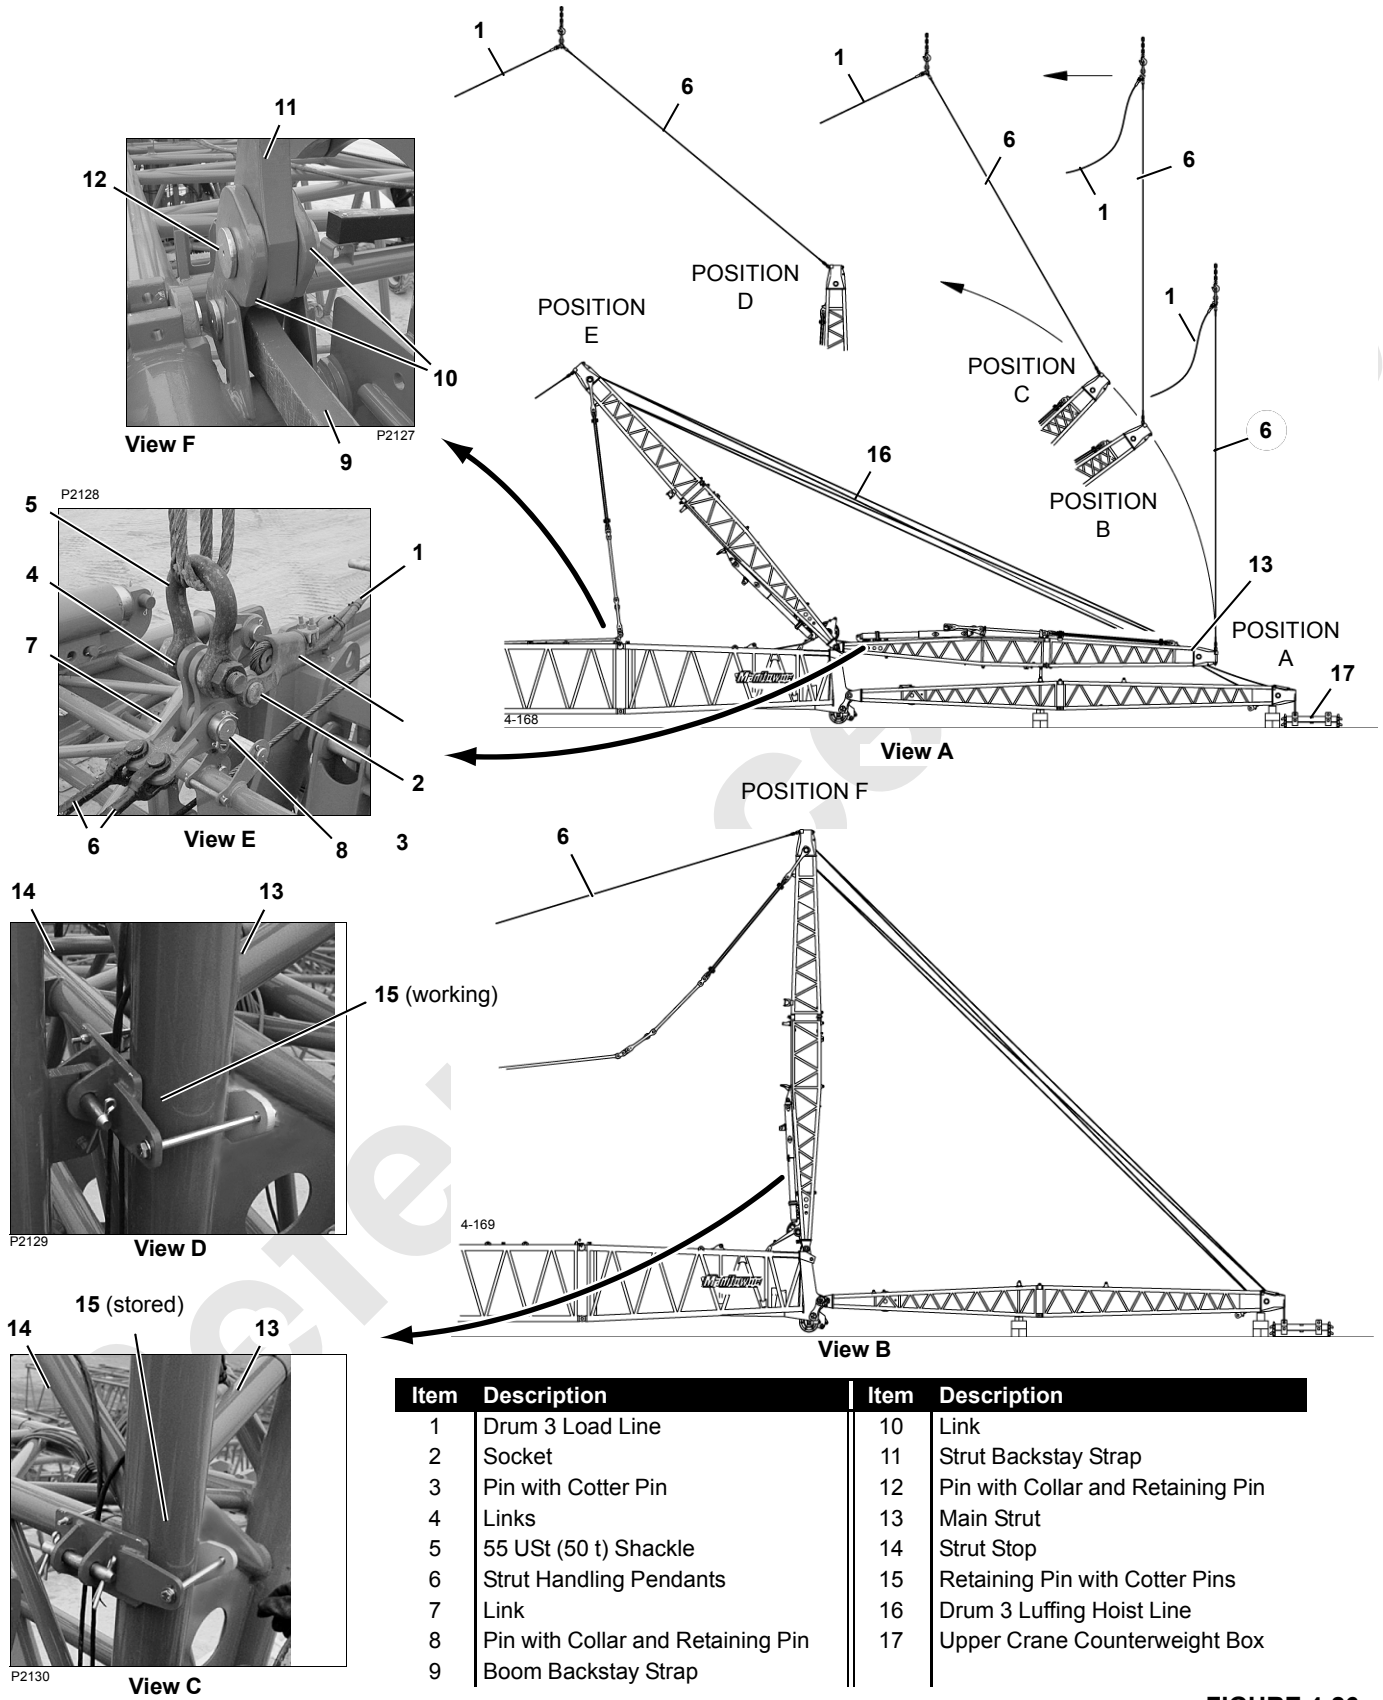 1
6
1
6
1
6
1
6
11
12
10
9
View F
P2127
POSITION
D
POSITION
E
POSITION
C
POSITION
B
POSITION
A
16
13
17
Manitowoc
4-168
View A
P2128
5
4
7
1
2
3
6
8
View E
POSITION F
6
14
13
15 (working)
P2129
View D
4-169
Manitowoc
View B
15 (stored)
14
13
P2130
View C
Item Description Item Description
1 Drum 3 Load Line 10 Link
2 Socket 11 Strut Backstay Strap
3 Pin with Cotter Pin 12 Pin with Collar and Retaining Pin
4 Links 13 Main Strut
5 55 USt (50 t) Shackle 14 Strut Stop
6 Strut Handling Pendants 15 Retaining Pin with Cotter Pins
7 Link 16 Drum 3 Luffing Hoist Line
8 Pin with Collar and Retaining Pin 17 Upper Crane Counterweight Box
9 Boom Backstay Strap